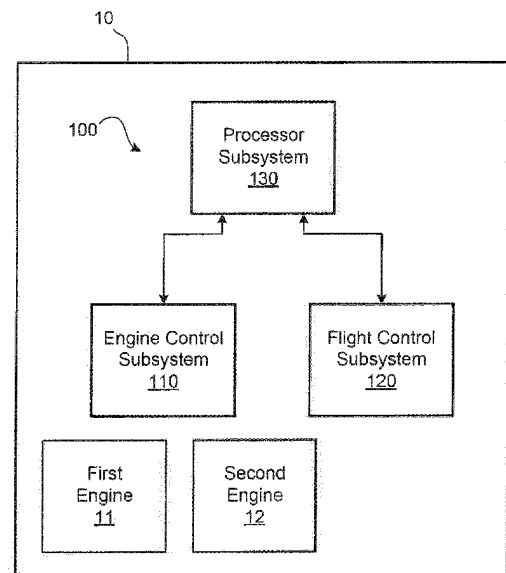 10
100
Processor
Subsystem
130
Engine Control
Subsystem
110
Flight Control
Subsystem
120
First
Engine
11
Second
Engine
12